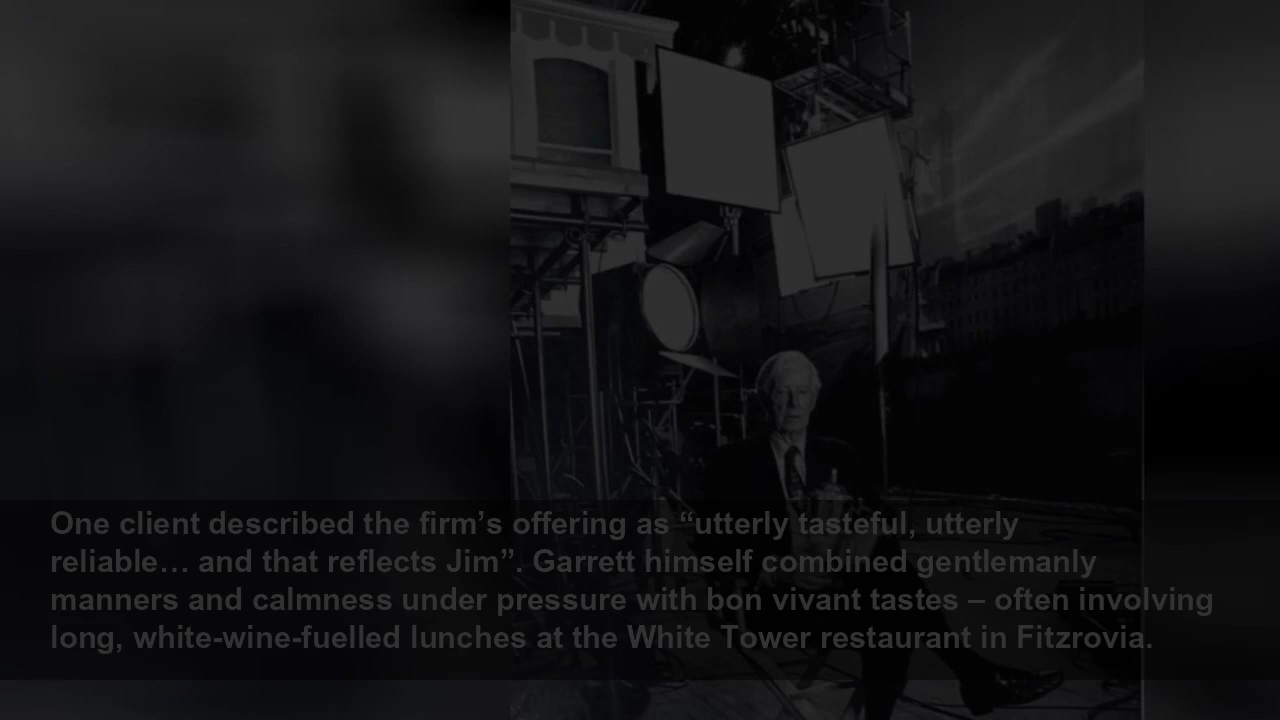 One client described the firm’s offering as “utterly tasteful, utterly
reliable… and that reflects Jim”. Garrett himself combined gentlemanly
manners and calmness under pressure with bon vivant tastes – often involving
long, white-wine-fuelled lunches at the White Tower restaurant in Fitzrovia.